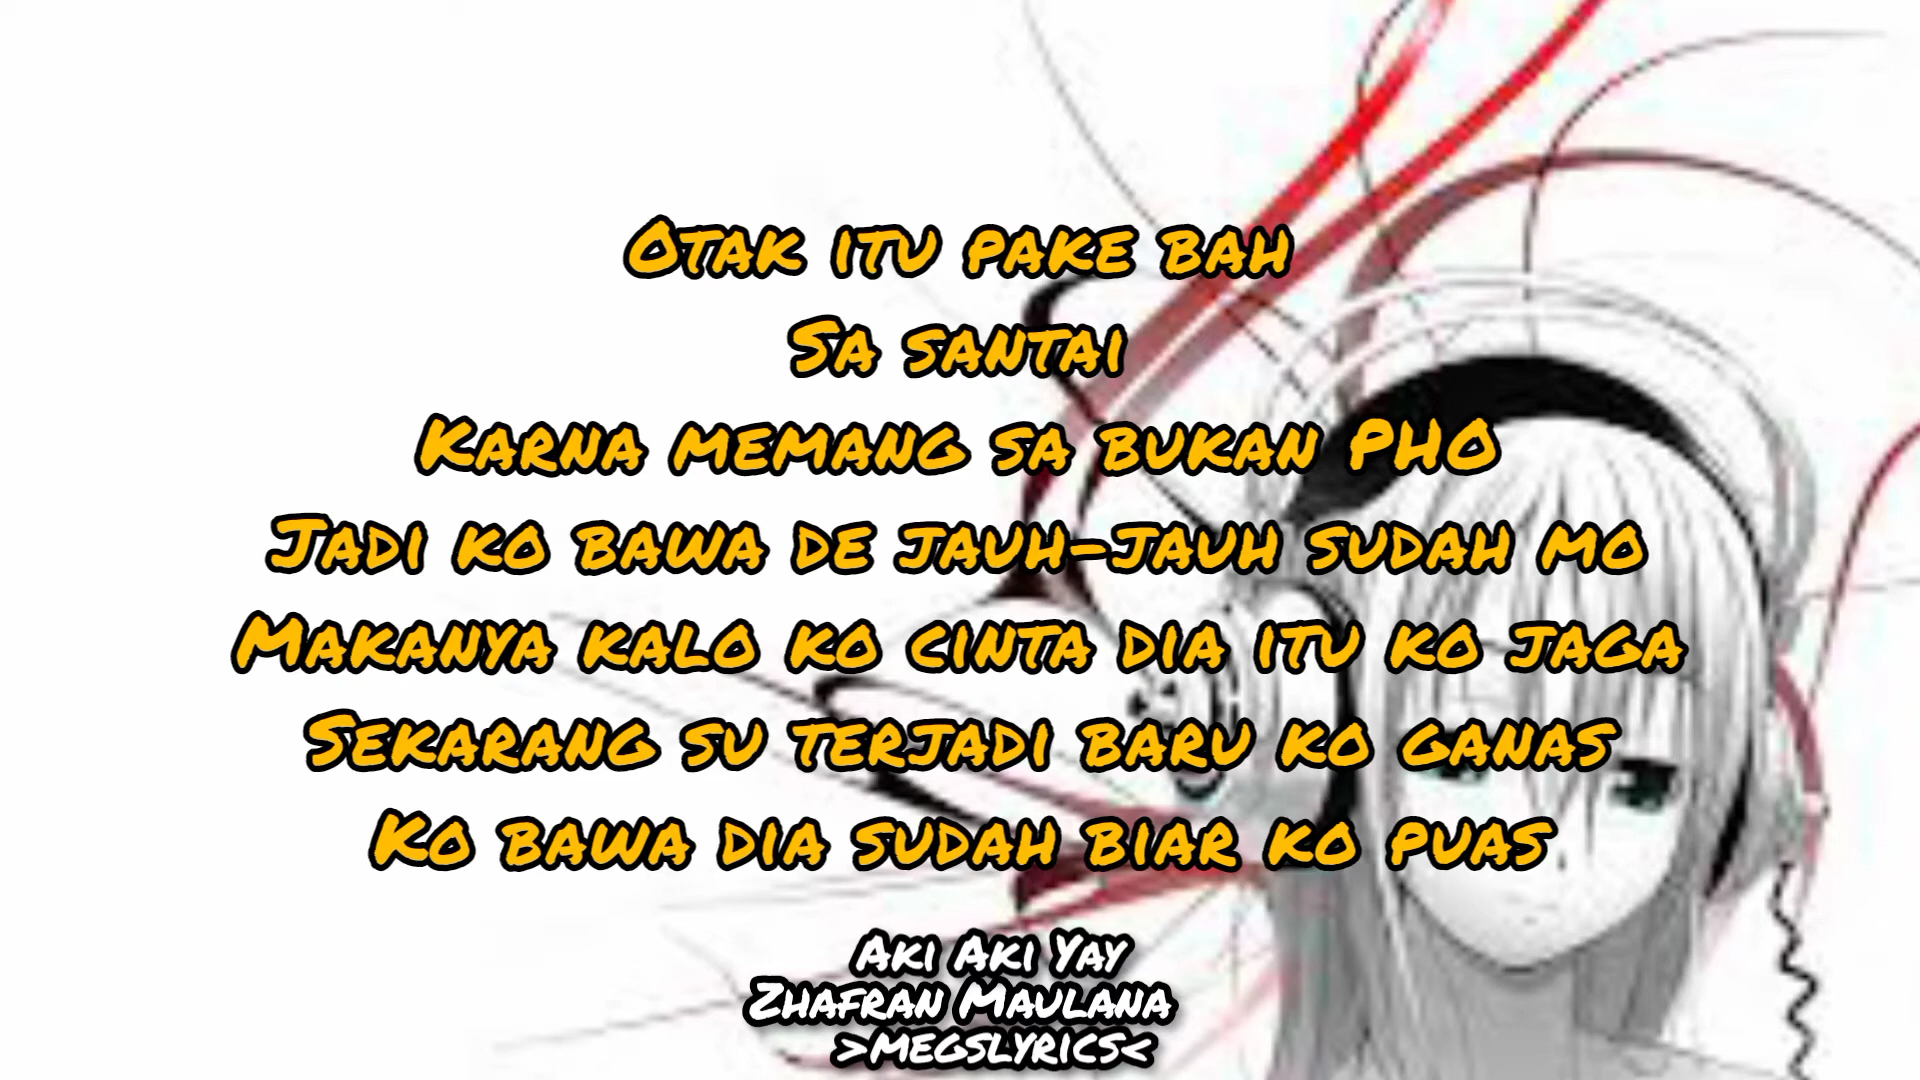 Otak itu pake bah
Sa santai
Karna memang sa bukan PHO
Jadi ko bawa de jauh-jauh sudah mo
Makanya kalo ko cinta dia itu ko jaga
Sekarang su terjadi baru ko ganas
Ko bawa dia sudah biar ko puas
Aki Aki Yay
Zhafran Maulana
>megslyrics<